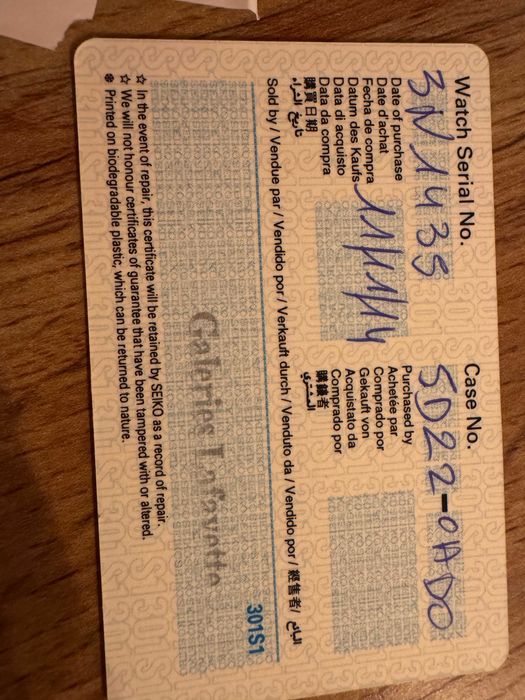 Watch Serial No.
3N1435
Case No.
5D22-0AD0
Date of purchase
Date d'achat
Fecha de compra
Datum des Kaufs
Data di acquisto
Data da compra
購買日期
تاريخ الشراء
11/11/14
Purchased by
Achetée par
Comprado por
Gekauft von
Acquistato da
Comprado por
購錶者
المشتري
Sold by / Vendue par / Vendido por / Verkauft durch / Venduto da / Vendido por / 經售者/ البائع
301S1
Galeries Lafayette
☆ In the event of repair, this certificate will be retained by SEIKO as a record of repair.
☆ We will not honour certificates of guarantee that have been tampered with or altered.
❄ Printed on biodegradable plastic, which can be returned to nature.